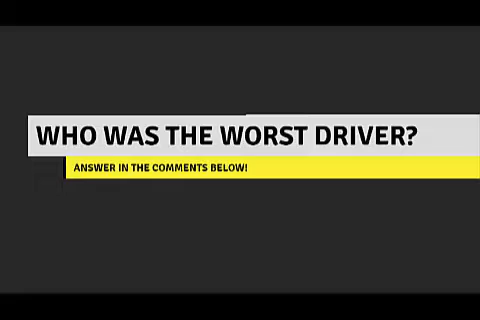 WHO WAS THE WORST DRIVER?
ANSWER IN THE COMMENTS BELOW!